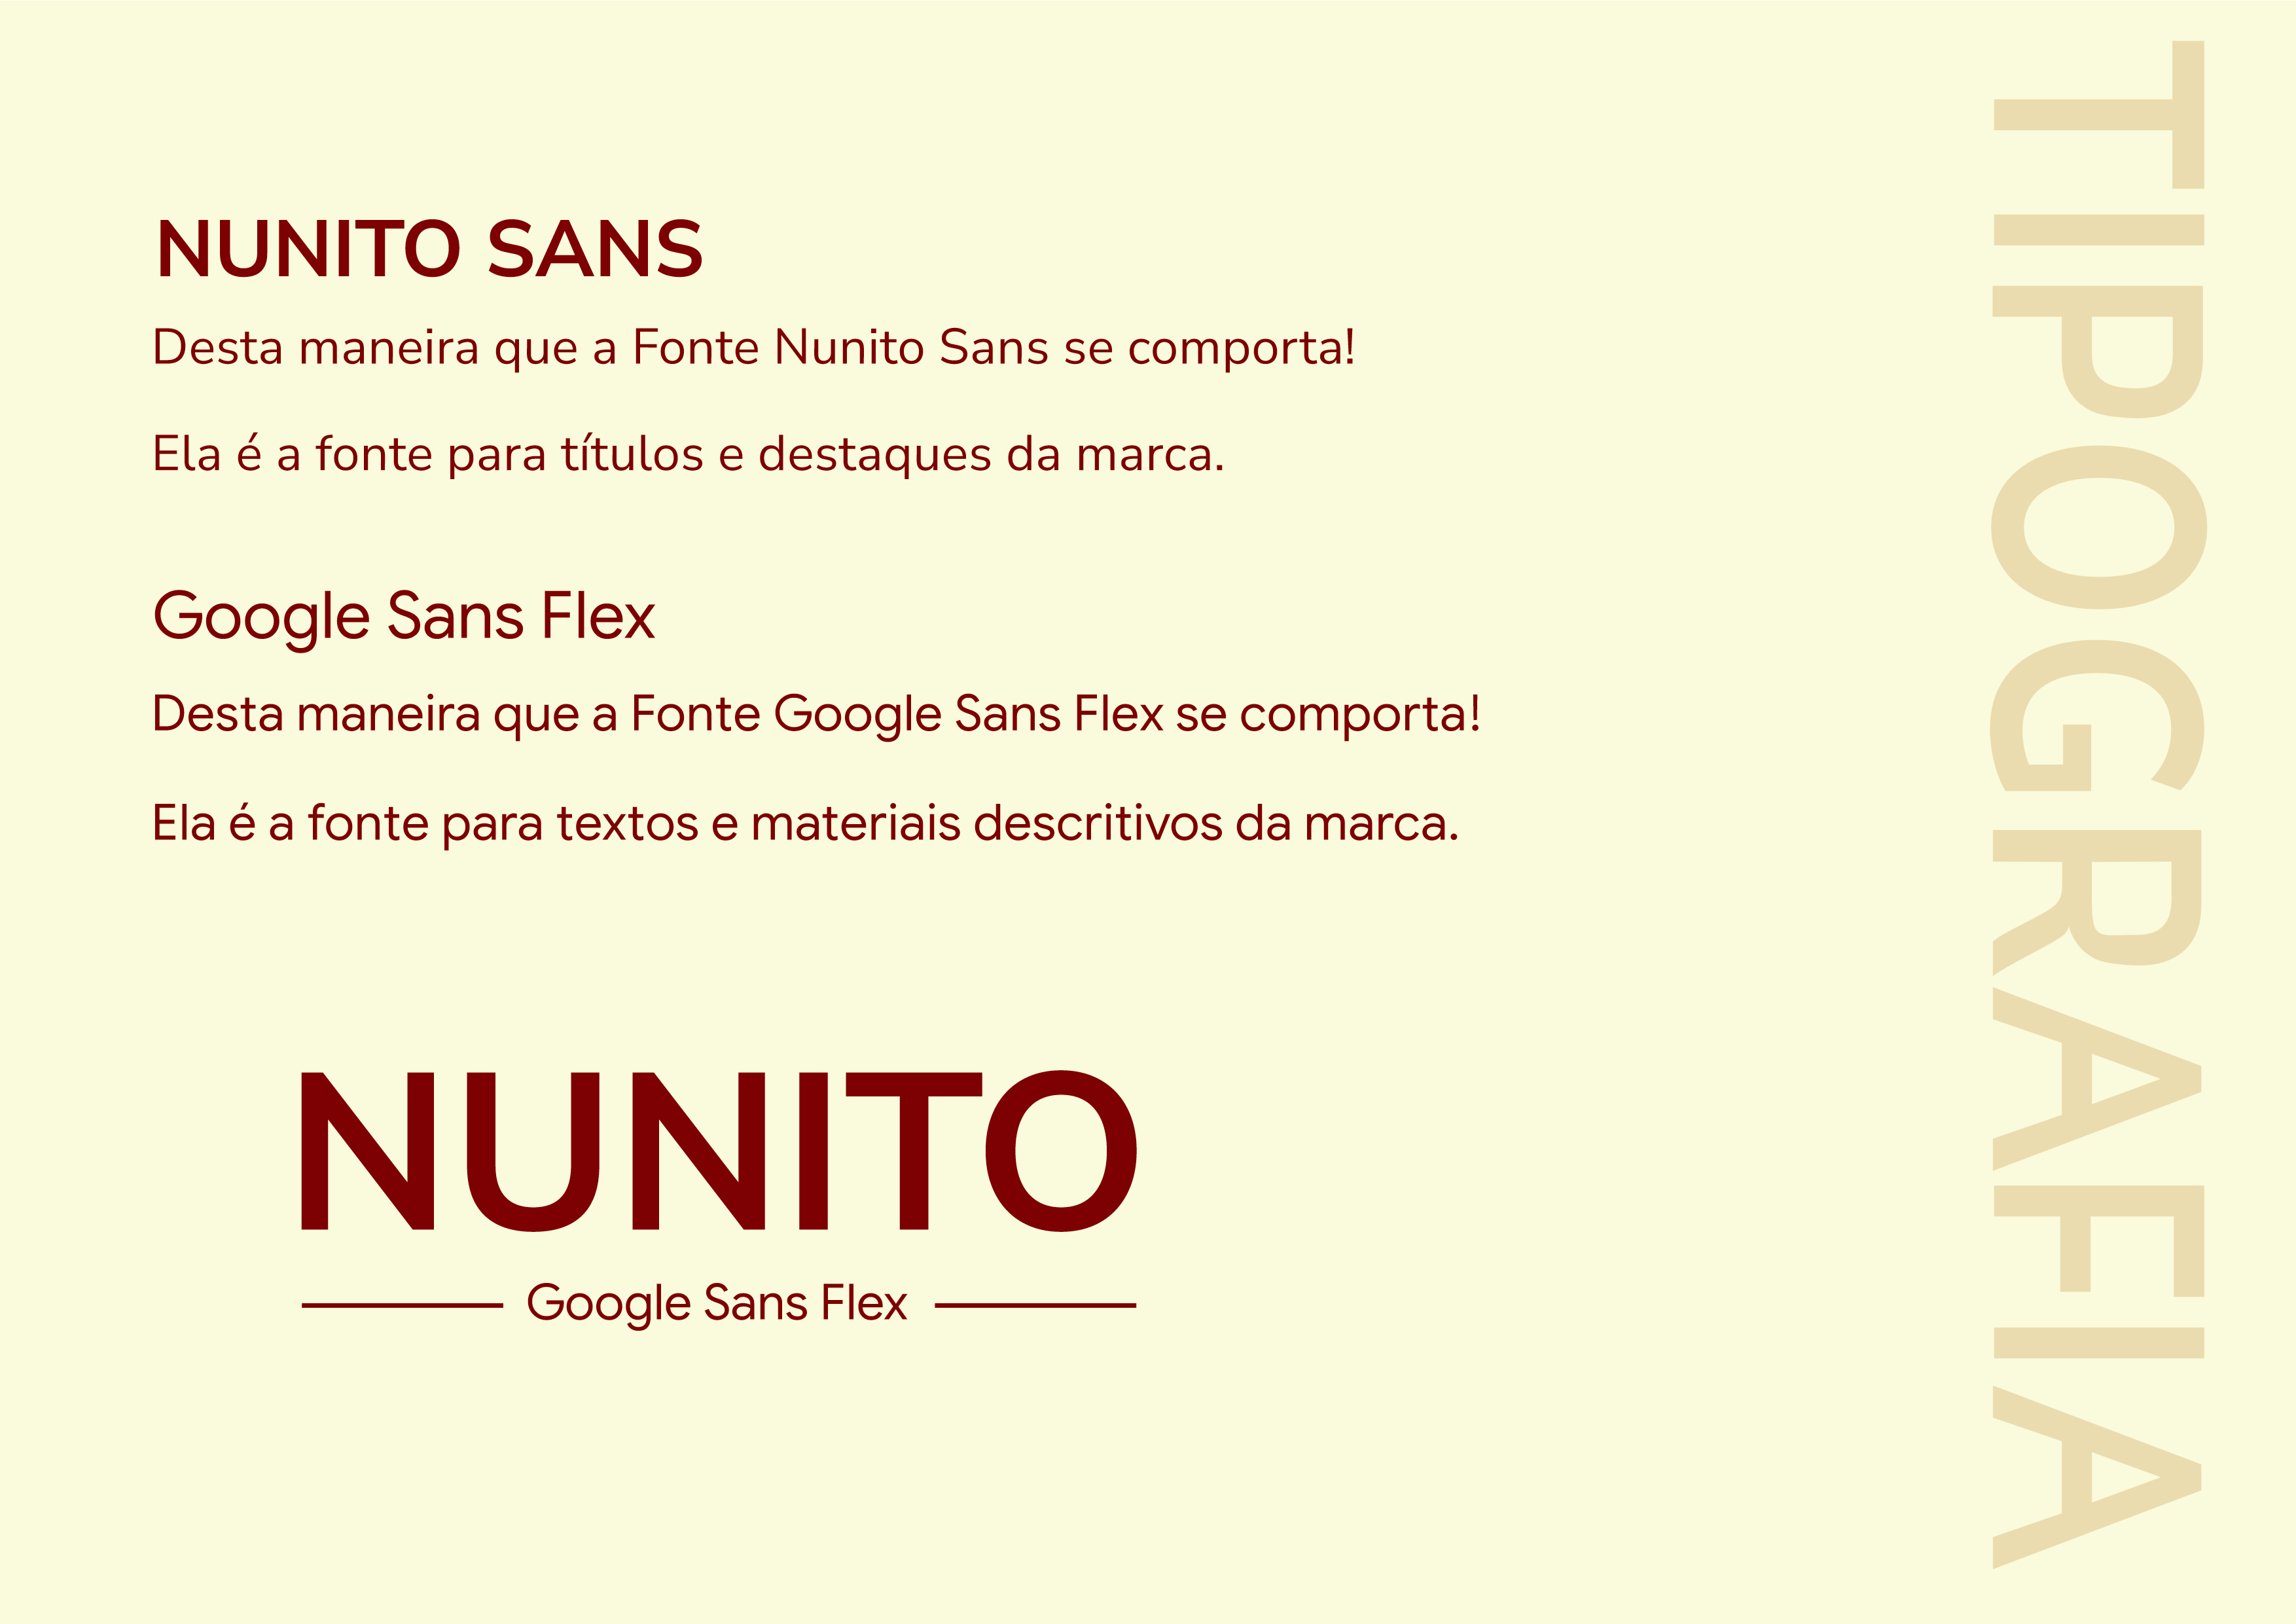 NUNITO SANS
Desta maneira que a Fonte Nunito Sans se comporta!
Ela é a fonte para títulos e destaques da marca.
Google Sans Flex
Desta maneira que a Fonte Google Sans Flex se comporta!
Ela é a fonte para textos e materiais descritivos da marca.
NUNITO
Google Sans Flex
TIPOGRAFIA